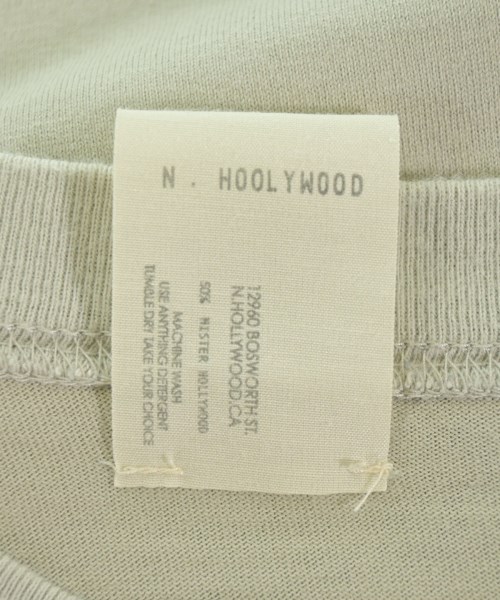 N. HOOLYWOOD
12960 BOSWORTH ST.
N.HOLLYWOOD.CA
50% MISTER HOLLYWOOD
MACHINE WASH
USE ANYTHING DETERGENT
TUMBLE DRY TAKE YOUR CHOICE